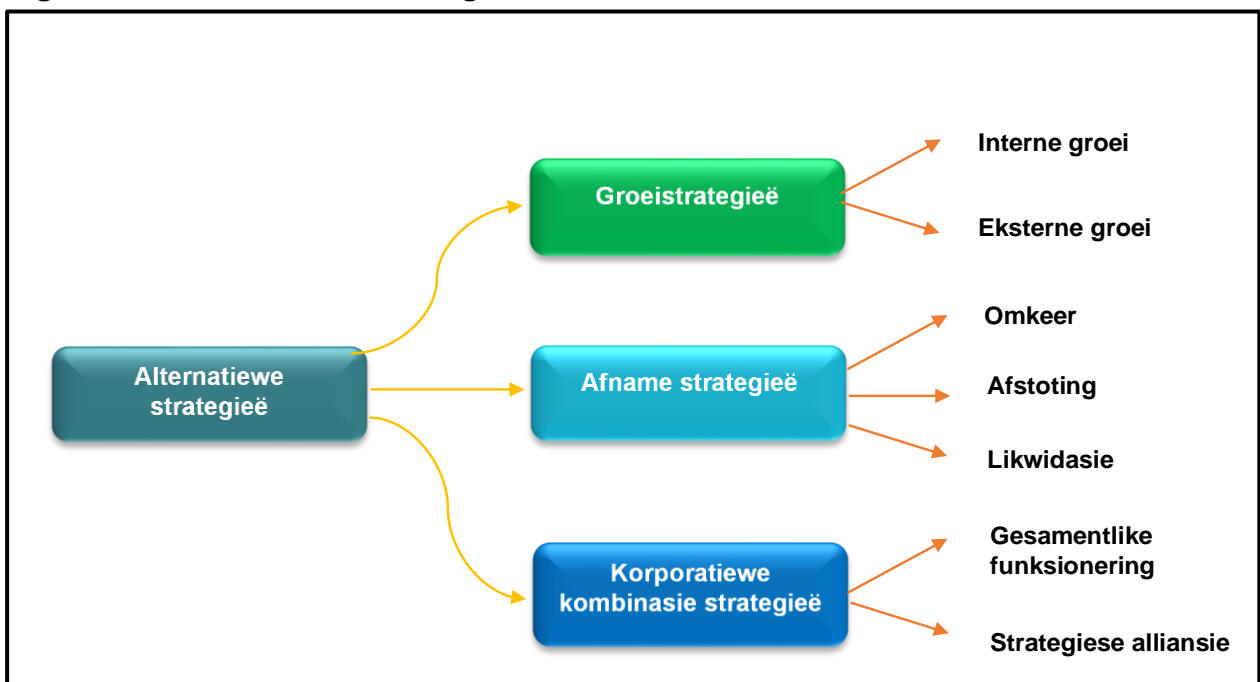 Alternatiewe
strategieë
Groeistrategieë
Interne groei
Eksterne groei
Afname strategieë
Omkeer
Afstoting
Likwidasie
Korporatiewe
kombinasie strategieë
Gesamentlike
funksionering
Strategiese alliansie